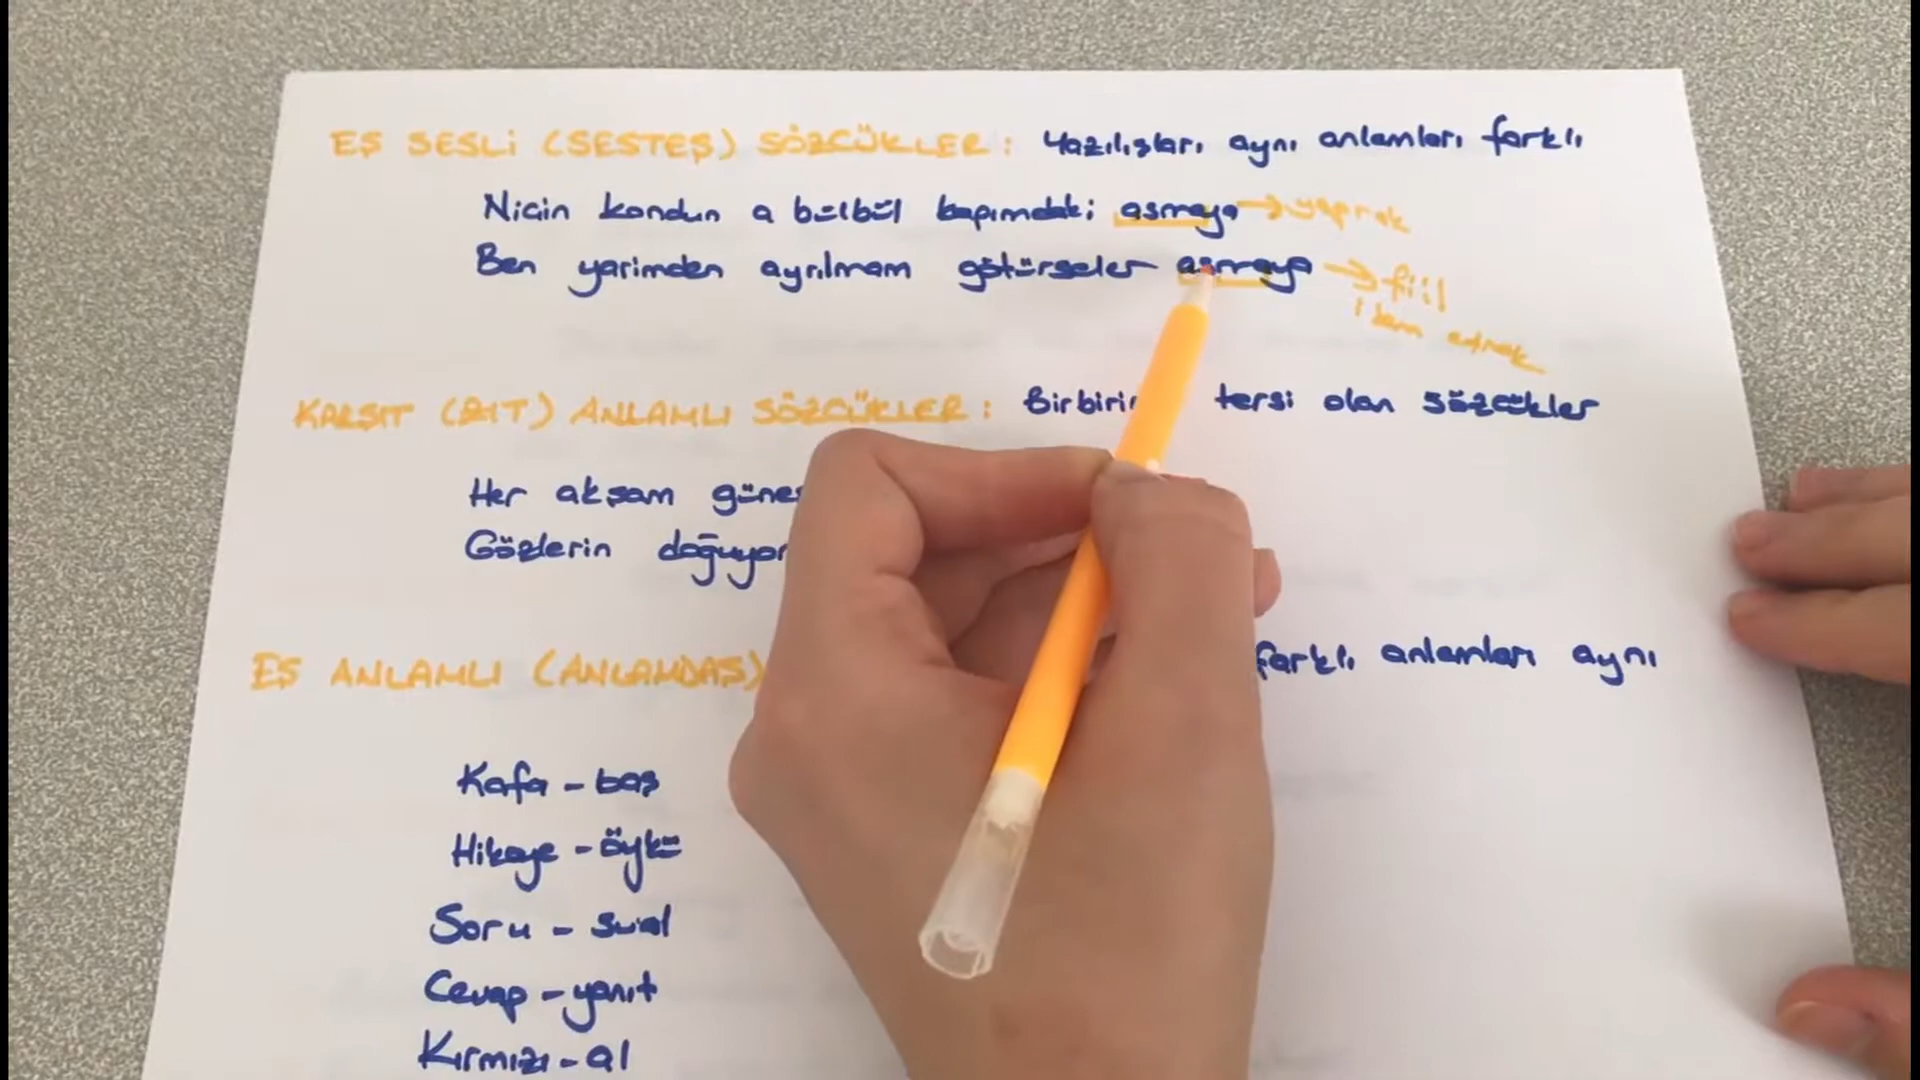 EŞ SESLİ (SESTEŞ) SÖZCÜKLER: Yazılışları aynı anlamları farklı
Niçin kondun a bülbül kapımdaki asmaya → yaprak
Ben yarimden ayrılmam götürseler asmaya → fiil
idam etmek
KARŞIT (ZIT) ANLAMLI SÖZCÜKLER: Birbirin tersi olan sözcükler
Her akşam güneş
Gözlerin doğuyor
EŞ ANLAMLI (ANLAMDAŞ) farklı anlamları aynı
Kafa - baş
Hikaye - öykü
Soru - sual
Cevap - yanıt
Kırmızı - al